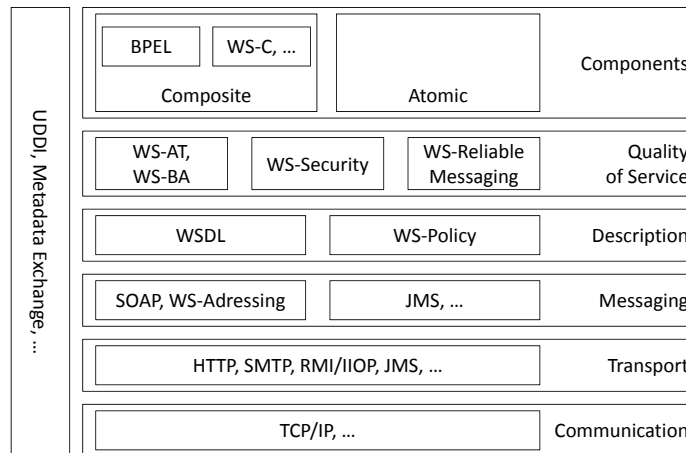 UDDI, Metadata Exchange, ...
BPEL
WS-C, ...
Composite
Atomic
Components
WS-AT,
WS-BA
WS-Security
WS-Reliable
Messaging
Quality
of Service
WSDL
WS-Policy
Description
SOAP, WS-Adressing
JMS, ...
Messaging
HTTP, SMTP, RMI/IIOP, JMS, ...
Transport
TCP/IP, ...
Communication